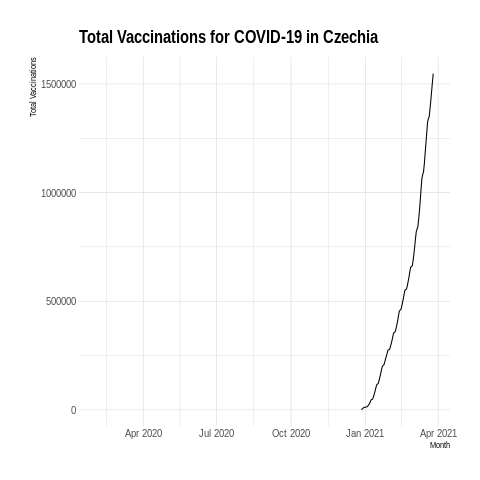 Total Vaccinations for COVID-19 in Czechia
Total Vaccinations
1500000
1000000
500000
0
Apr 2020 Jul 2020 Oct 2020 Jan 2021 Apr 2021
Month